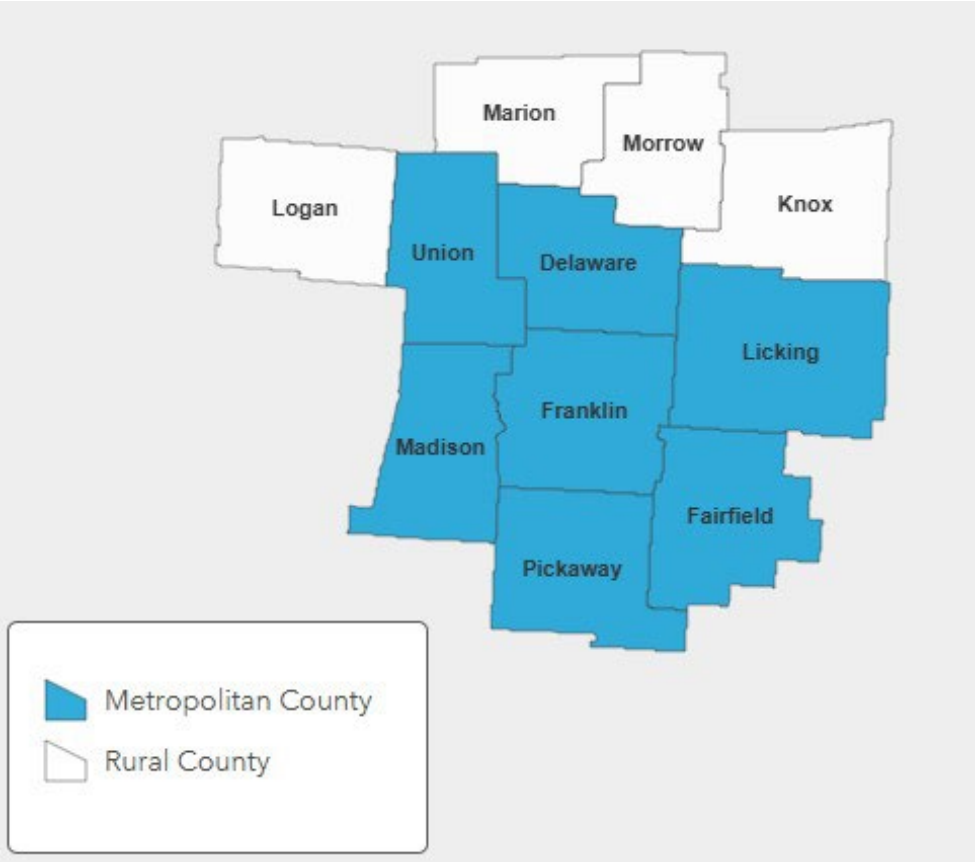 Marion
Morrow
Knox
Logan
Union
Delaware
Licking
Franklin
Madison
Fairfield
Pickaway
Metropolitan County
Rural County